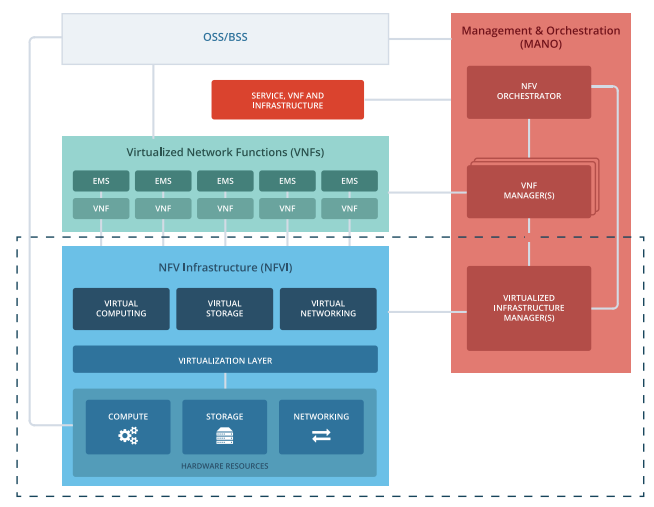 OSS/BSS
Management & Orchestration
(MANO)
SERVICE, VNF AND
INFRASTRUCTURE
NFV
ORCHESTRATOR
Virtualized Network Functions (VNFs)
EMS EMS EMS EMS EMS
VNF VNF VNF VNF VNF
VNF
MANAGER(S)
NFV Infrastructure (NFVI)
VIRTUAL
COMPUTING
VIRTUAL
STORAGE
VIRTUAL
NETWORKING
VIRTUALIZED
INFRASTRUCTURE
MANAGER(S)
VIRTUALIZATION LAYER
COMPUTE
STORAGE
NETWORKING
HARDWARE RESOURCES